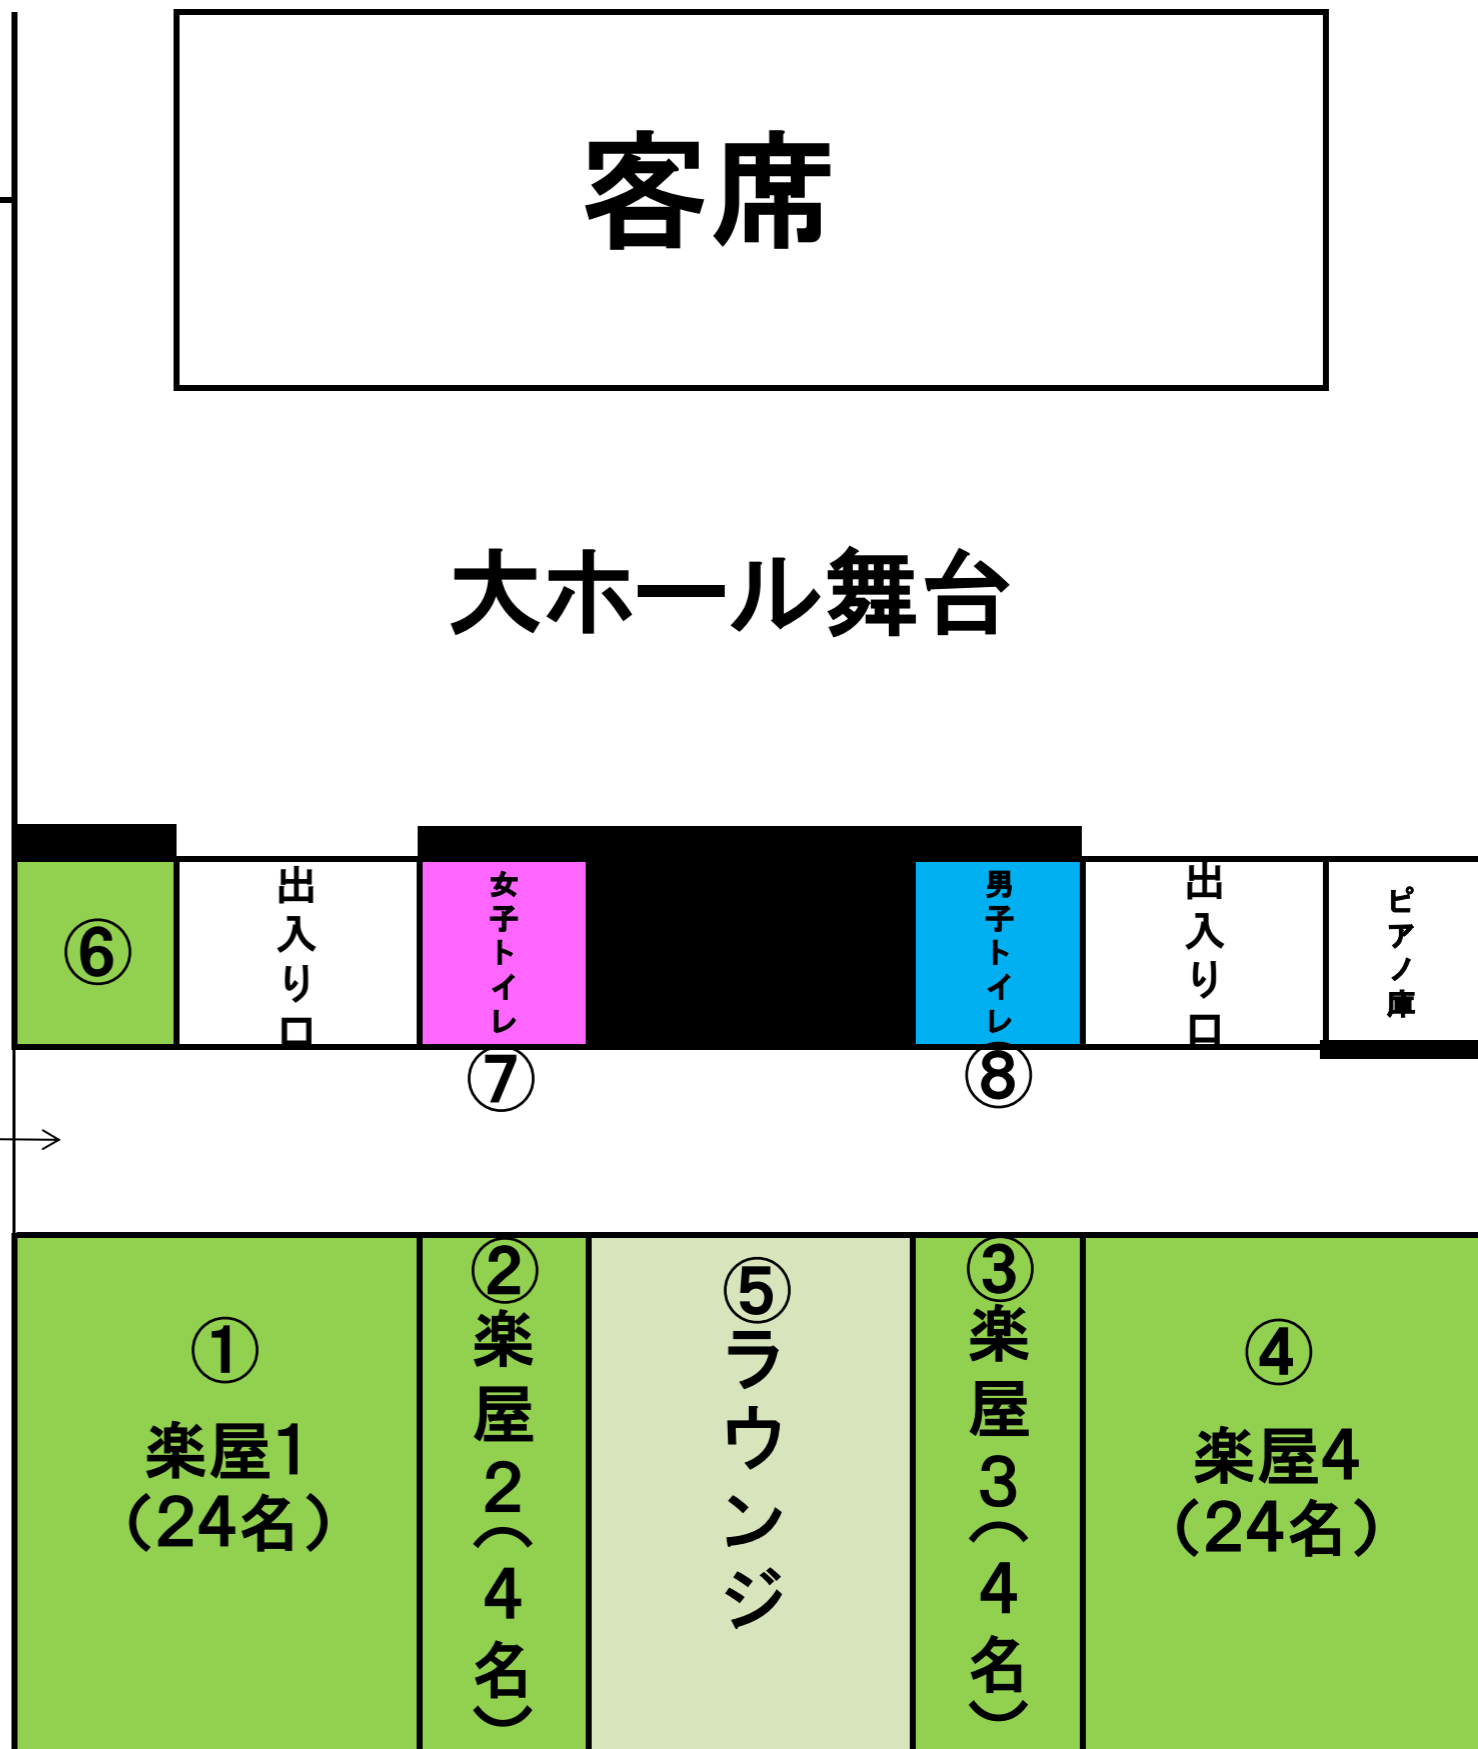 客席
大ホール舞台
⑥
出入り口
女子トイレ
⑦
男子トイレ
⑧
出入り口
ピアノ庫
①
楽屋1
（24名）
②
楽屋２（４名）
⑤
ラウンジ
③
楽屋３（４名）
④
楽屋4
（24名）